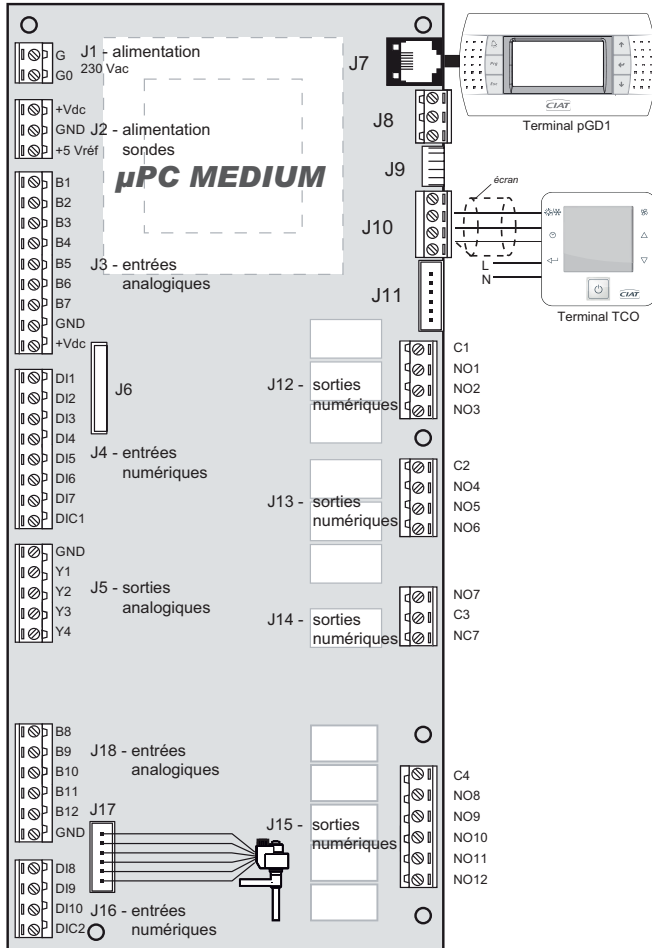 G
G0
J1 - alimentation
230 Vac
+Vdc
GND
+5 Vréf
J2 - alimentation
sondes
µPC MEDIUM
B1
B2
B3
B4
B5
B6
B7
GND
+Vdc
J3 - entrées
analogiques
J6
DI1
DI2
DI3
DI4
DI5
DI6
DI7
DIC1
J4 - entrées
numériques
GND
Y1
Y2
Y3
Y4
J5 - sorties
analogiques
B8
B9
B10
B11
B12
GND
J18 - entrées
analogiques
J17
DI8
DI9
DI10
DIC2
J16 - entrées
numériques
J7
Prg
Esc
CIAT
Terminal pGD1
J8
J9
J10
écran
L
N
CIAT
Terminal TCO
J11
J12 - sorties
numériques
C1
NO1
NO2
NO3
J13 - sorties
numériques
C2
NO4
NO5
NO6
J14 - sorties
numériques
NO7
C3
NC7
J15 - sorties
numériques
C4
NO8
NO9
NO10
NO11
NO12